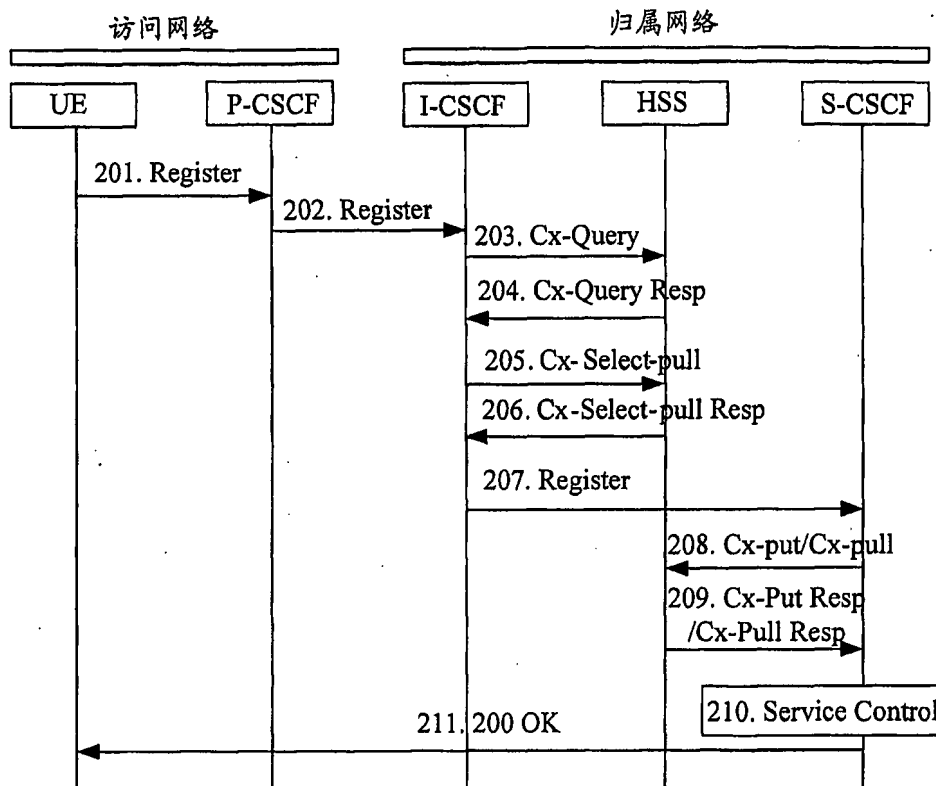 访问网络
归属网络
UE
P-CSCF
I-CSCF
HSS
S-CSCF
201. Register
202. Register
203. Cx-Query
204. Cx-Query Resp
205. Cx-Select-pull
206. Cx-Select-pull Resp
207. Register
208. Cx-put/Cx-pull
209. Cx-Put Resp
/Cx-Pull Resp
210. Service Control
211. 200 OK